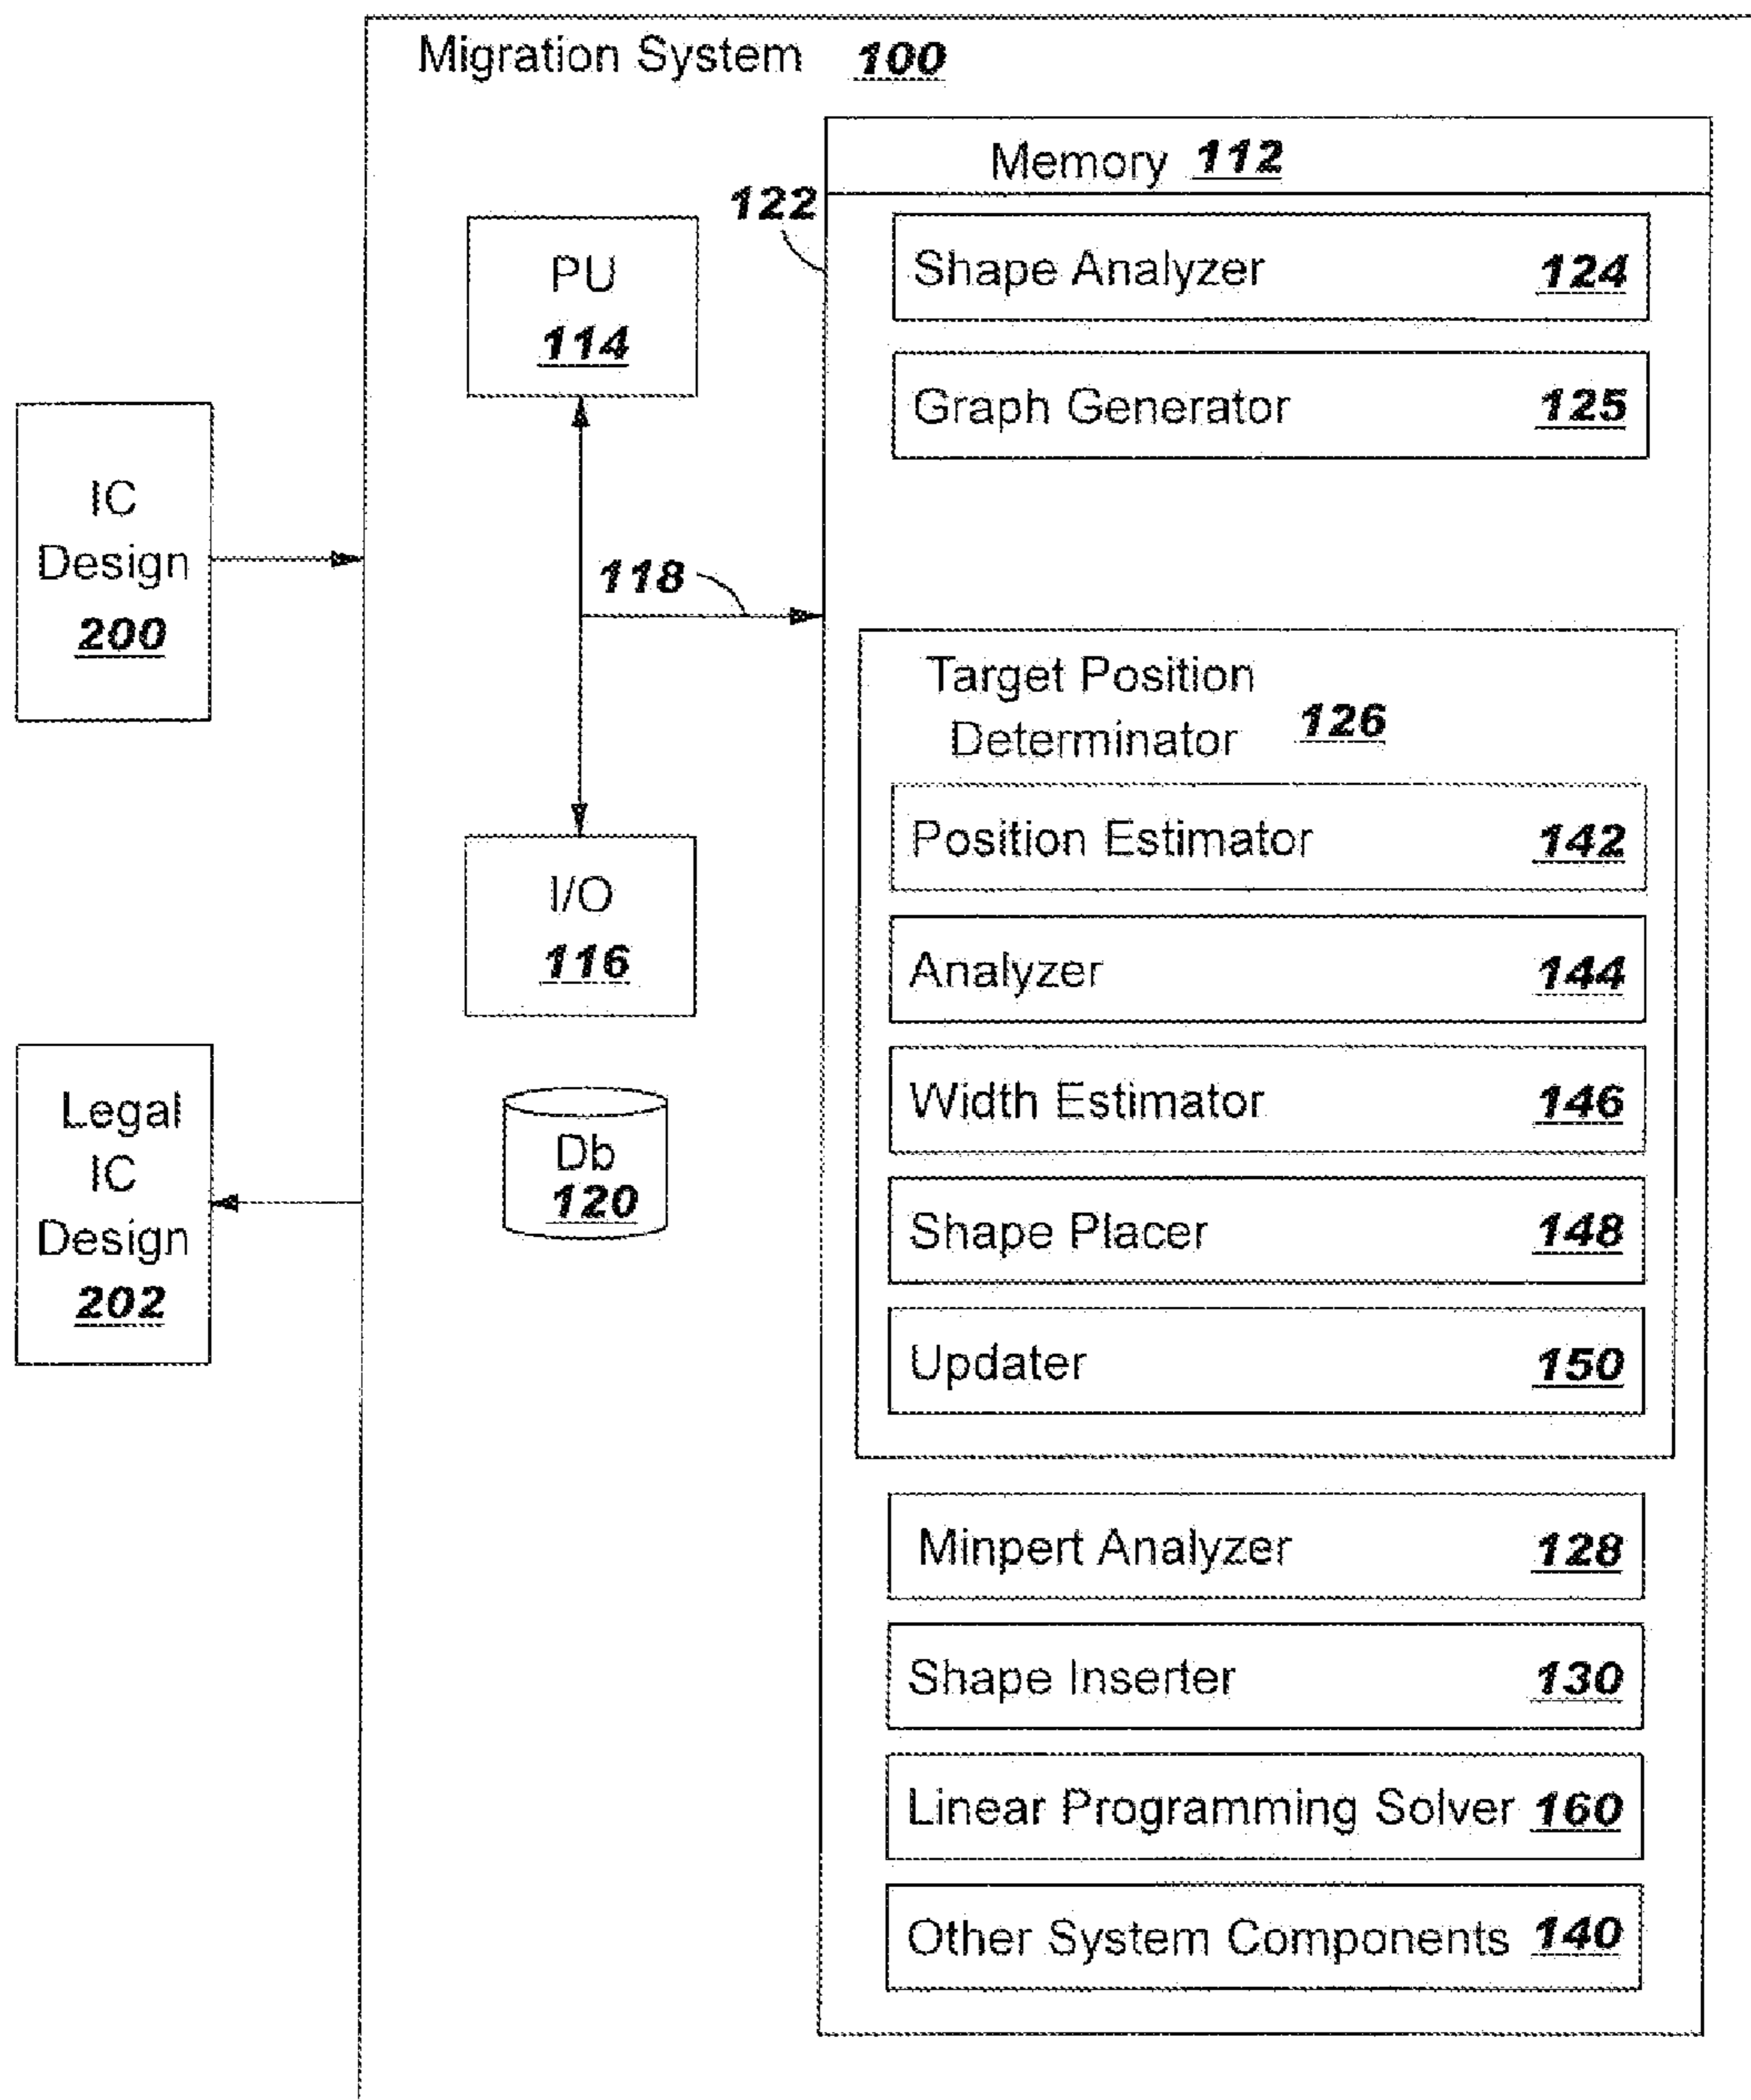 Migration System 100
Memory 112
122
PU
114
Shape Analyzer 124
Graph Generator 125
IC
Design
200
118
Target Position
Determinator 126
Position Estimator 142
I/O
116
Analyzer 144
Width Estimator 146
Legal
IC
Design
202
Db
120
Shape Placer 148
Updater 150
Minpert Analyzer 128
Shape Inserter 130
Linear Programming Solver 160
Other System Components 140